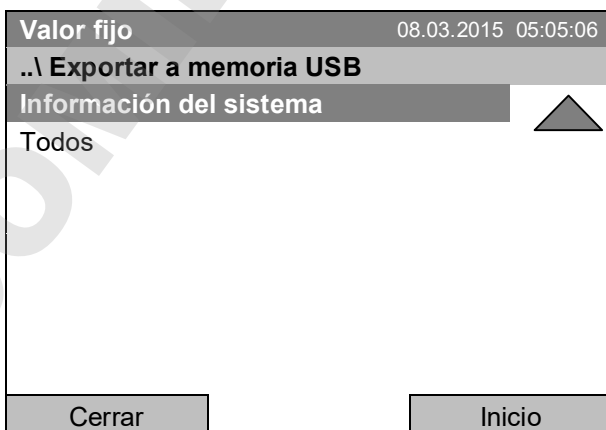 Valor fijo 08.03.2015 05:05:06
..\ Exportar a memoria USB
Información del sistema
Todos
Cerrar Inicio